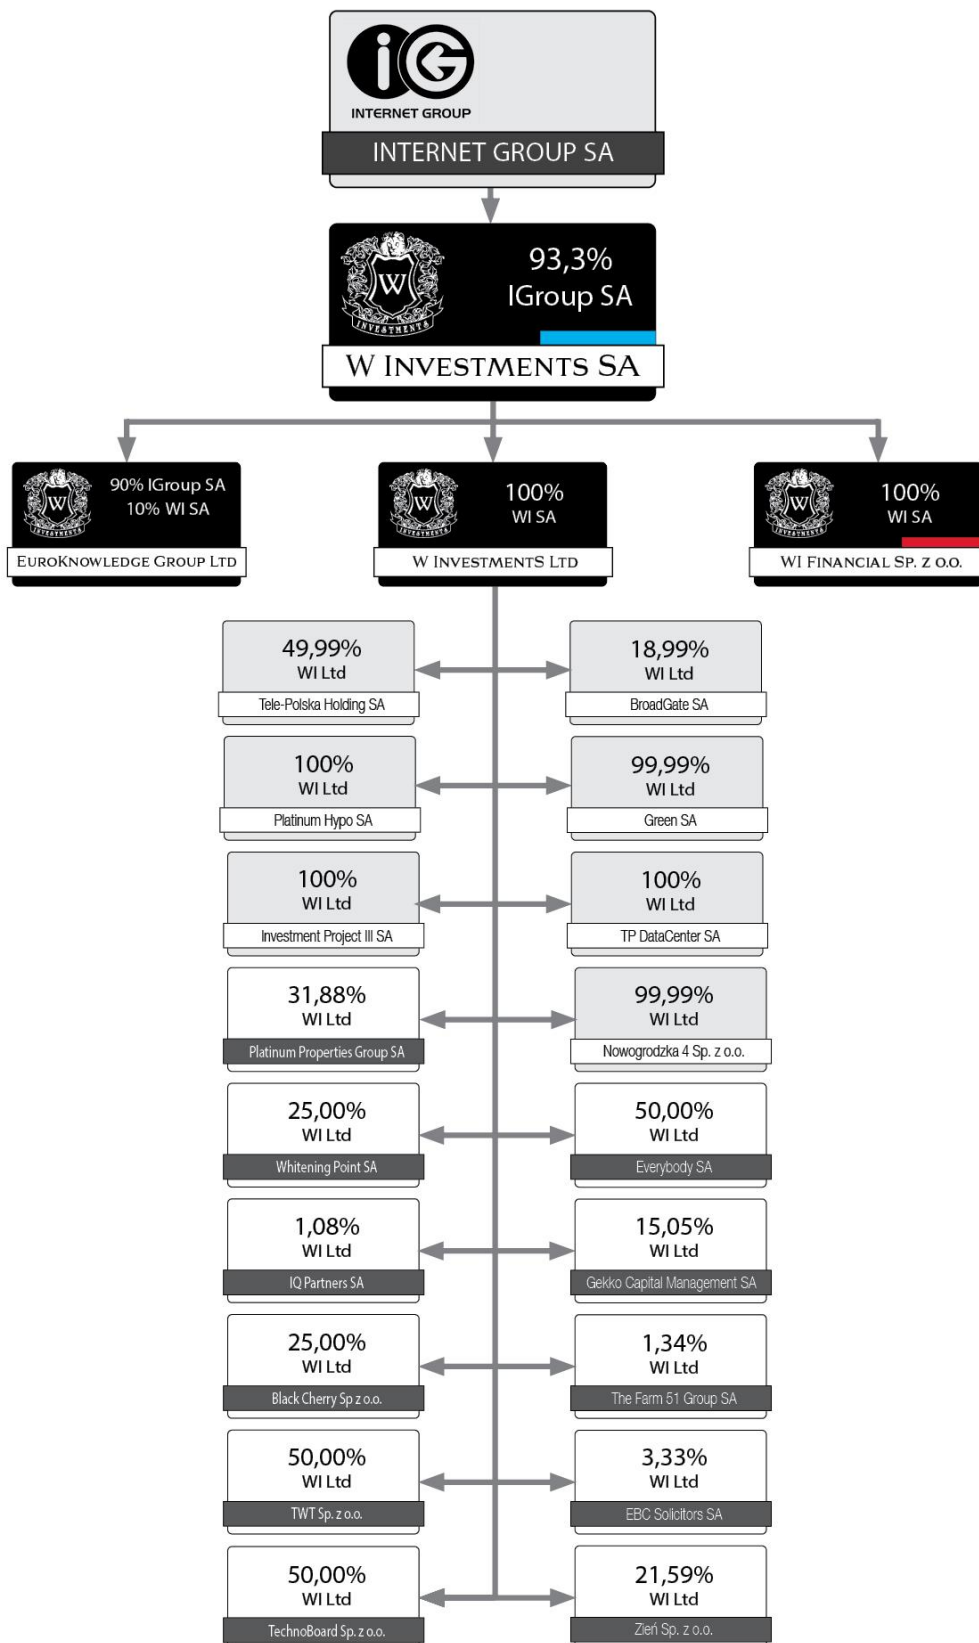 iG
INTERNET GROUP
INTERNET GROUP SA
W
INVESTMENTS
93,3%
IGroup SA
W INVESTMENTS SA
W
INVESTMENTS
90% IGroup SA
10% WI SA
EUROKNOWLEDGE GROUP LTD
W
INVESTMENTS
100%
WI SA
W INVESTMENTS LTD
W
INVESTMENTS
100%
WI SA
WI FINANCIAL SP. Z O.O.
49,99%
WI Ltd
Tele-Polska Holding SA
18,99%
WI Ltd
BroadGate SA
100%
WI Ltd
Platinum Hypo SA
99,99%
WI Ltd
Green SA
100%
WI Ltd
Investment Project III SA
100%
WI Ltd
TP DataCenter SA
31,88%
WI Ltd
Platinum Properties Group SA
99,99%
WI Ltd
Nowogrodzka 4 Sp. z o.o.
25,00%
WI Ltd
Whitening Point SA
50,00%
WI Ltd
Everybody SA
1,08%
WI Ltd
IQ Partners SA
15,05%
WI Ltd
Gekko Capital Management SA
25,00%
WI Ltd
Black Cherry Sp z o.o.
1,34%
WI Ltd
The Farm 51 Group SA
50,00%
WI Ltd
TWT Sp. z o.o.
3,33%
WI Ltd
EBC Solicitors SA
50,00%
WI Ltd
TechnoBoard Sp. z o.o.
21,59%
WI Ltd
Zień Sp. z o.o.